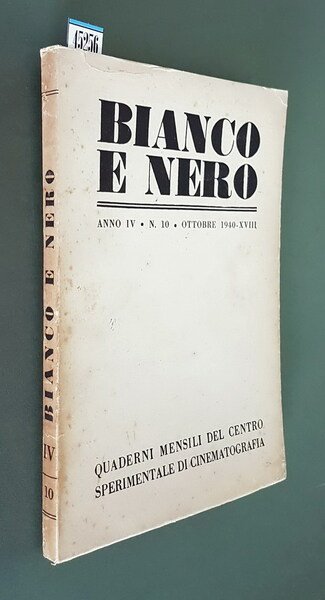 45256
BIANCO
E NERO
ANNO IV • N. 10 • OTTOBRE 1940-XVIII
QUADERNI MENSILI DEL CENTRO
SPERIMENTALE DI CINEMATOGRAFIA
BIANCO E NERO
IV
10